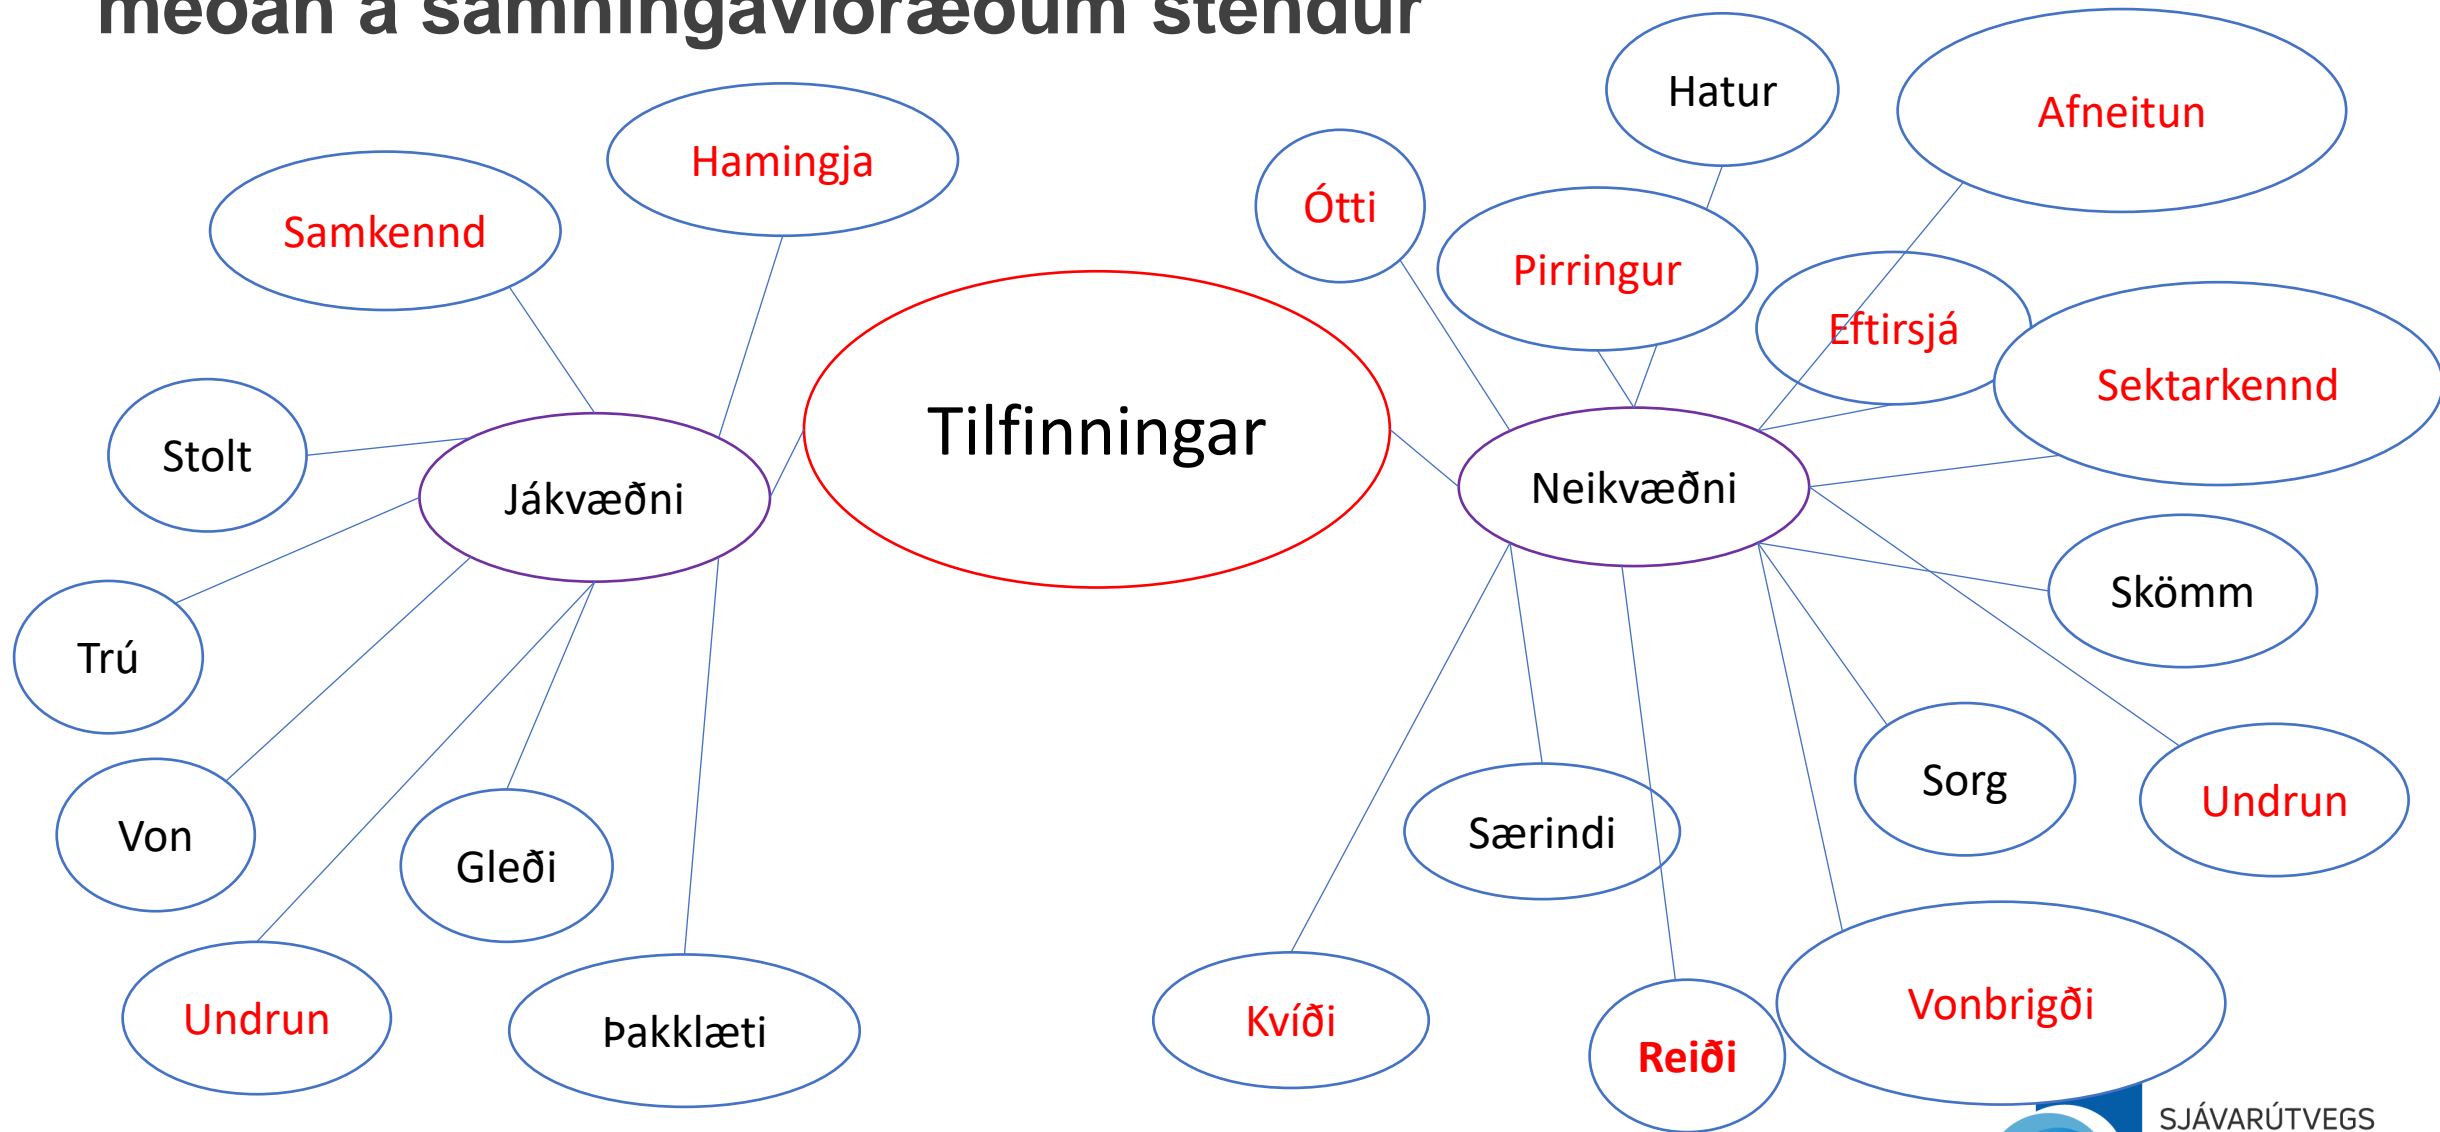 meðan á samningaviðræðum stendur
Hatur
Afneitun
Hamingja
Ótti
Samkennd
Pirringur
Eftirsjá
Sektarkennd
Tilfinningar
Stolt
Jákvæðni
Neikvæðni
Skömm
Trú
Sorg
Undrun
Von
Gleði
Særindi
Undrun
Þakklæti
Kvíði
Reiði
Vonbrigði
SJÁVARÚTVEGS